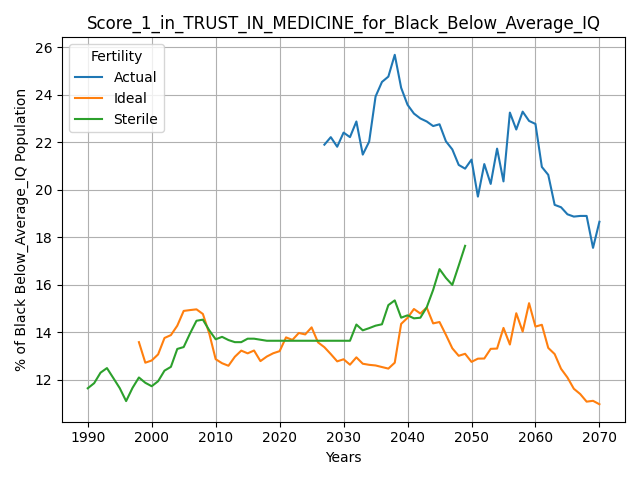 Score_1_in_TRUST_IN_MEDICINE_for_Black_Below_Average_IQ
% of Black Below_Average_IQ Population
26
24
22
20
18
16
14
12
Fertility
Actual
Ideal
Sterile
1990 2000 2010 2020 2030 2040 2050 2060 2070
Years